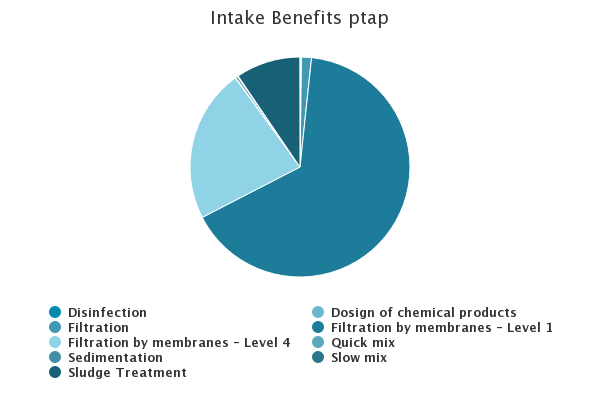 Intake Benefits ptap
Disinfection
Dosign of chemical products
Filtration
Filtration by membranes – Level 1
Filtration by membranes – Level 4
Quick mix
Sedimentation
Slow mix
Sludge Treatment